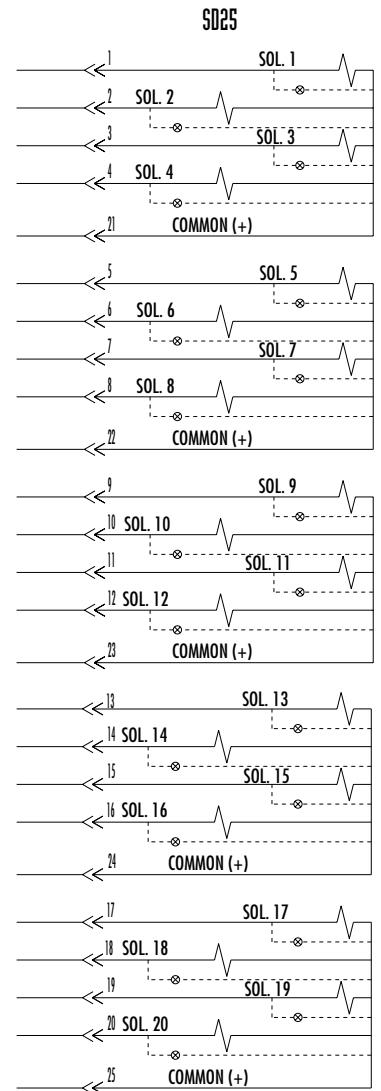 SD25
1 SOL. 1
2 SOL. 2
3 SOL. 3
4 SOL. 4
21 COMMON (+)
5 SOL. 5
6 SOL. 6
7 SOL. 7
8 SOL. 8
22 COMMON (+)
9 SOL. 9
10 SOL. 10
11 SOL. 11
12 SOL. 12
23 COMMON (+)
13 SOL. 13
14 SOL. 14
15 SOL. 15
16 SOL. 16
24 COMMON (+)
17 SOL. 17
18 SOL. 18
19 SOL. 19
20 SOL. 20
25 COMMON (+)